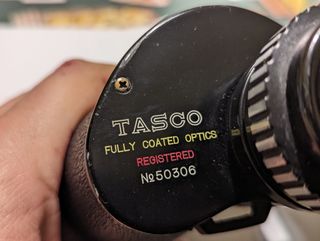 TASCO
FULLY COATED OPTICS
REGISTERED
№50306